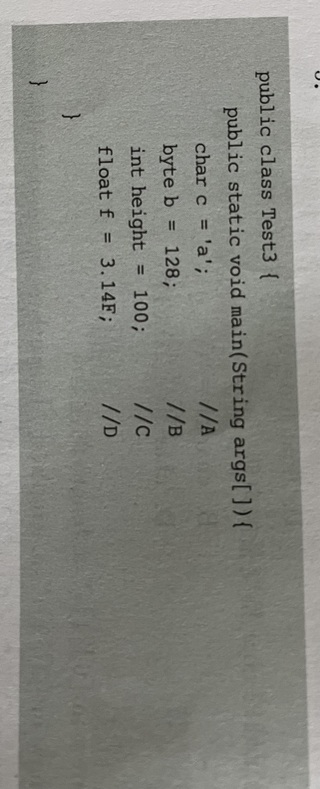 public class Test3 {
public static void main(String args[]){
char c = 'a'; //A
byte b = 128; //B
int height = 100; //C
float f = 3.14F; //D
}
}